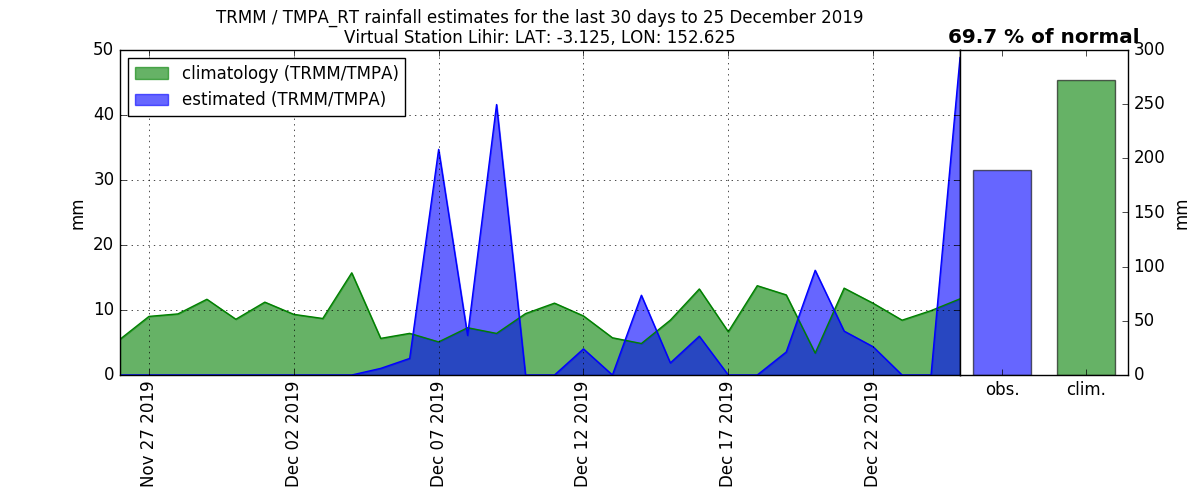 TRMM / TMPA_RT rainfall estimates for the last 30 days to 25 December 2019
Virtual Station Lihir: LAT: -3.125, LON: 152.625
69.7 % of normal
climatology (TRMM/TMPA)
estimated (TRMM/TMPA)
50
40
30
20
10
0
mm
300
250
200
150
100
50
0
mm
Nov 27 2019
Dec 02 2019
Dec 07 2019
Dec 12 2019
Dec 17 2019
Dec 22 2019
obs.
clim.